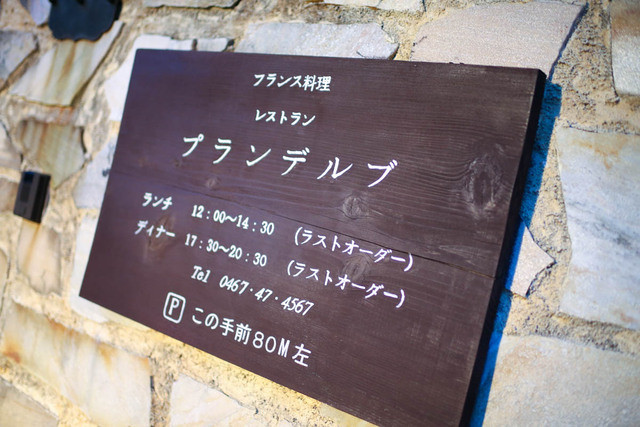 フランス料理
レストラン
プランデルブ
ランチ 12:00〜14:30 (ラストオーダー)
ディナー 17:30〜20:30 (ラストオーダー)
Tel 0467・47・4567
P この手前80M左